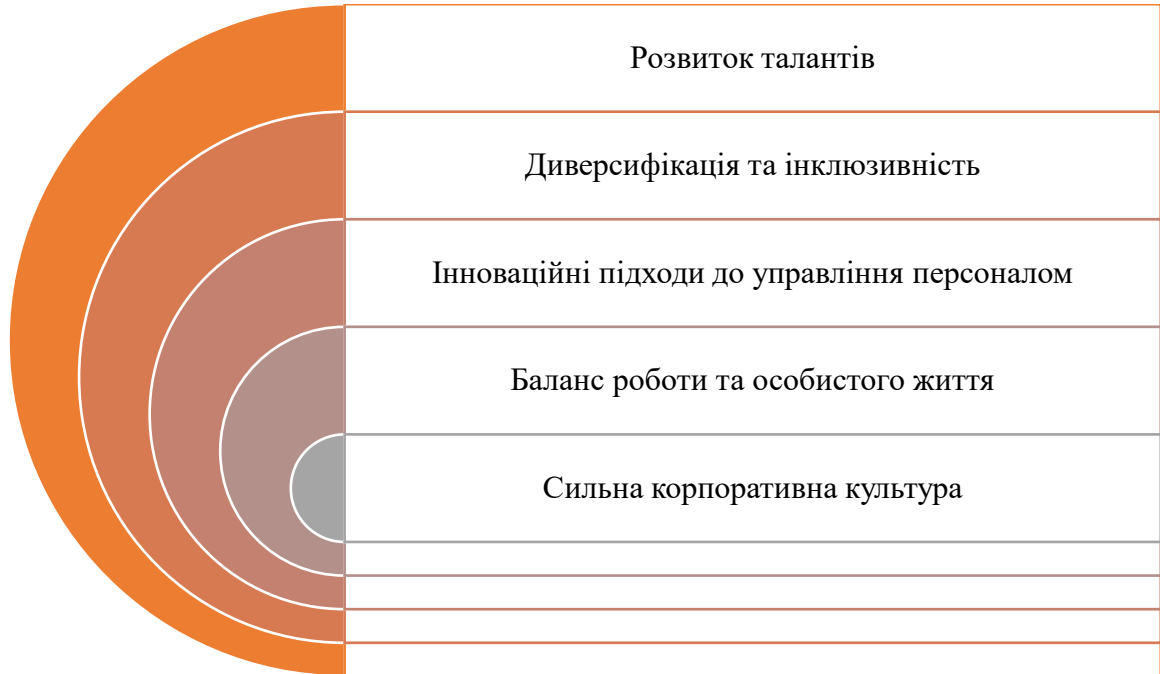 Розвиток талантів
Диверсифікація та інклюзивність
Інноваційні підходи до управління персоналом
Баланс роботи та особистого життя
Сильна корпоративна культура